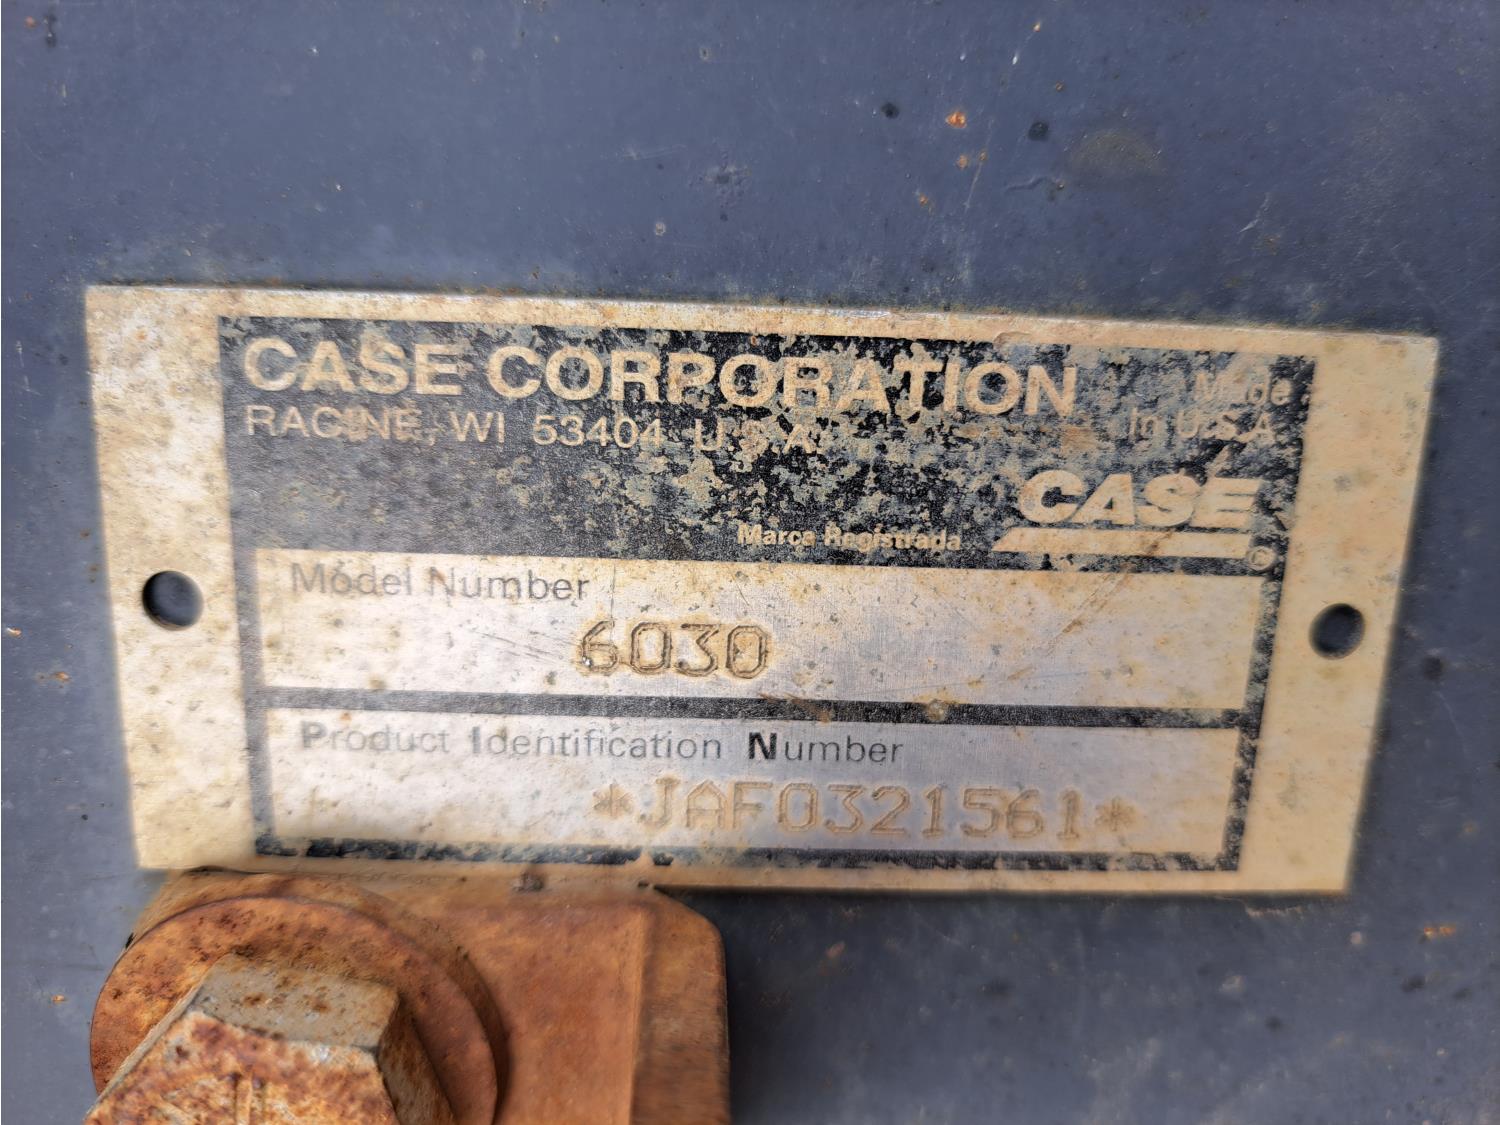 CASE CORPORATION
RACINE, WI 53404 U.S.A.
Made
In U.S.A.
CASE
®
Marca Registrada
Model Number
6030
Product Identification Number
*JAF0321561*